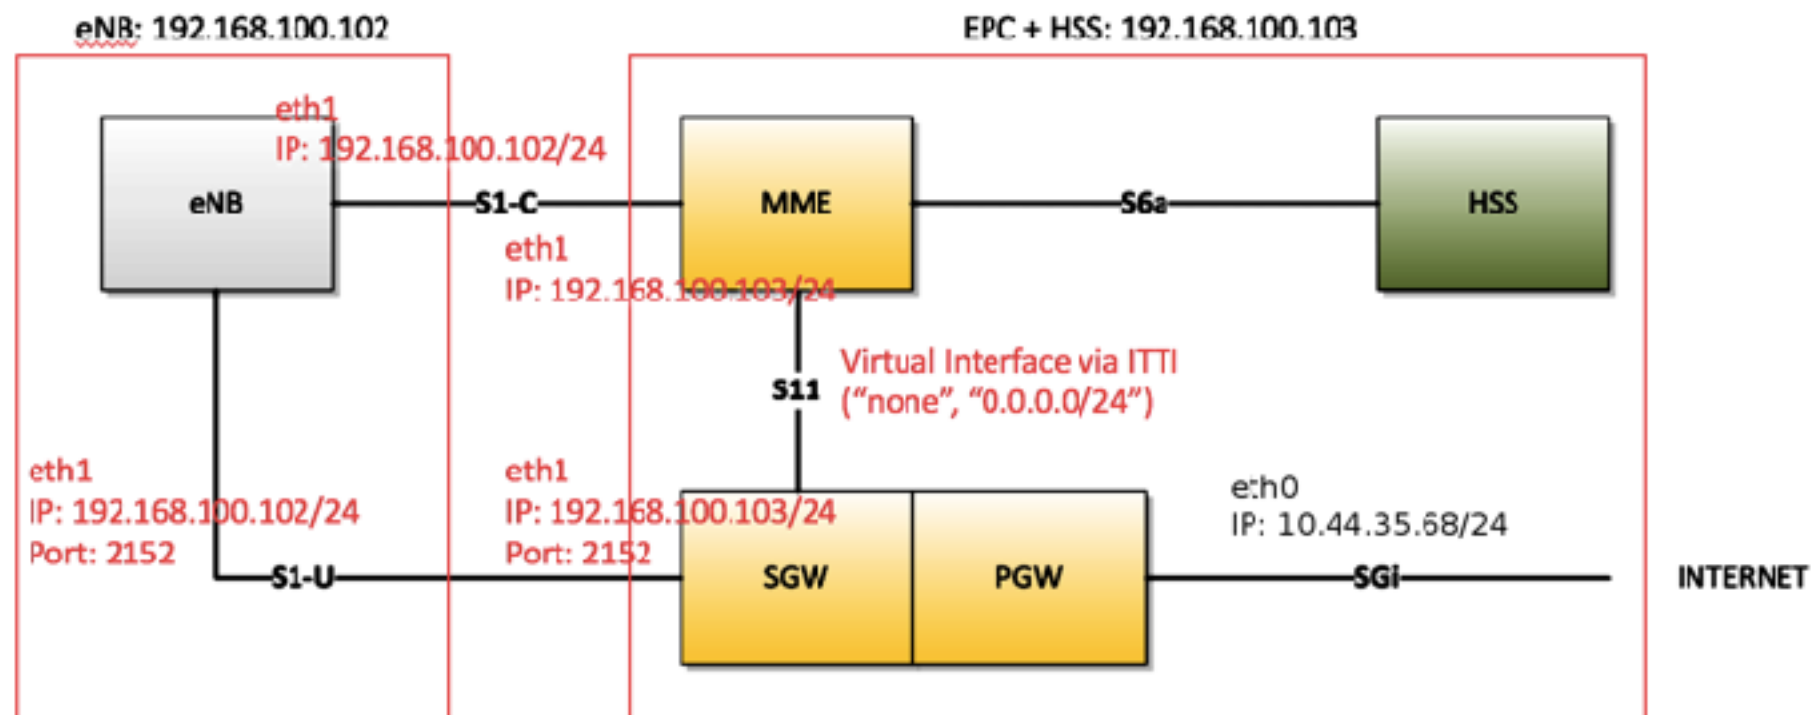 eNB: 192.168.100.102
EPC + HSS: 192.168.100.103
eth1
IP: 192.168.100.102/24
eNB
S1-C
MME
S6a
HSS
eth1
IP: 192.168.100.103/24
Virtual Interface via ITTI
(“none”, “0.0.0.0/24”)
S11
eth1
IP: 192.168.100.102/24
Port: 2152
eth1
IP: 192.168.100.103/24
Port: 2152
eth0
IP: 10.44.35.68/24
S1-U
SGW
PGW
SGi
INTERNET